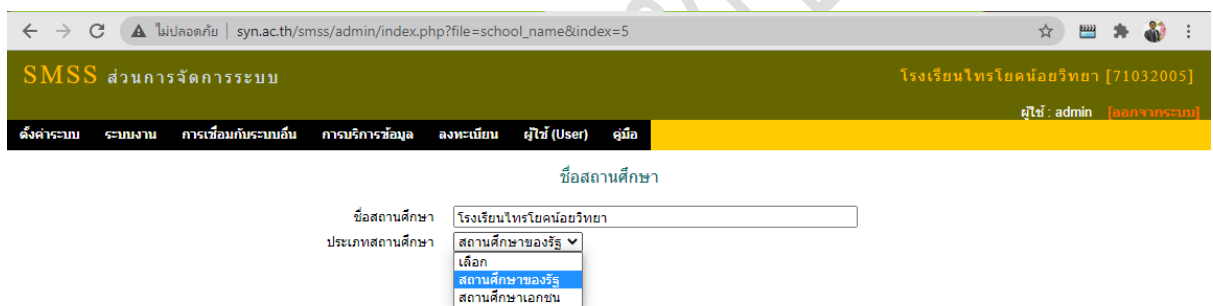 ไม่ปลอดภัย | syn.ac.th/smss/admin/index.php?file=school_name&index=5
SMSS ส่วนการจัดการระบบ
โรงเรียนไทรโยคน้อยวิทยา [71032005]
ผู้ใช้ : admin [ออกจากระบบ]
ตั้งค่าระบบ ระบบงาน การเชื่อมกับระบบอื่น การบริการข้อมูล ลงทะเบียน ผู้ใช้ (User) คู่มือ
ชื่อสถานศึกษา
ชื่อสถานศึกษา โรงเรียนไทรโยคน้อยวิทยา
ประเภทสถานศึกษา สถานศึกษาของรัฐ
เลือก
สถานศึกษาของรัฐ
สถานศึกษาเอกชน